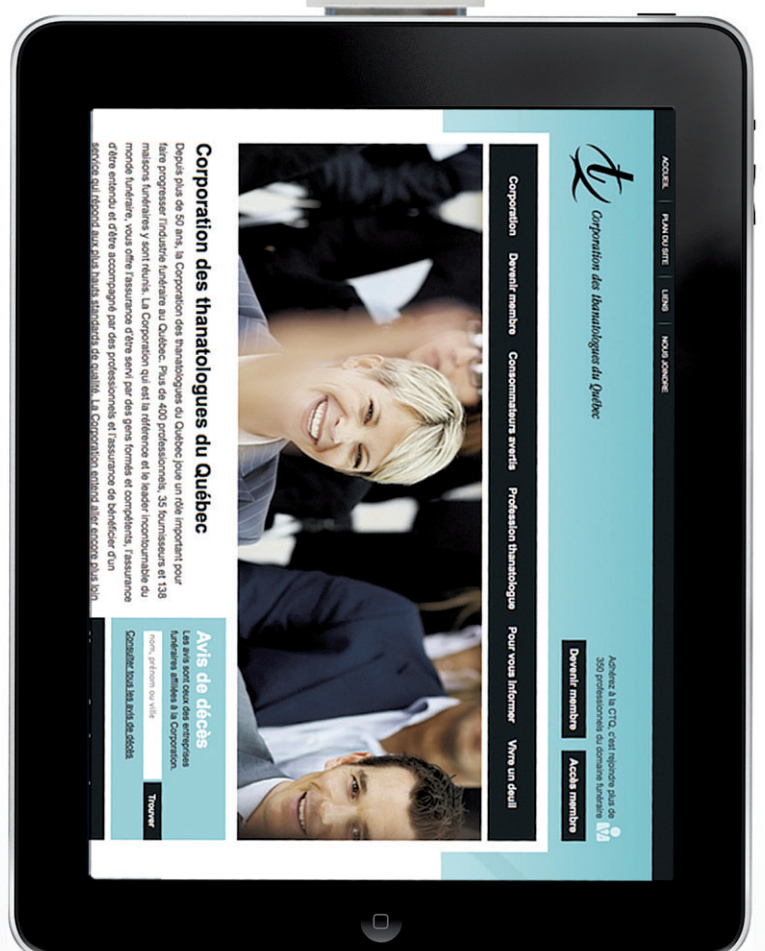 ACCUEIL | PLAN DU SITE | LIENS | NOUS JOINDRE
Corporation des thanatologues du Québec
Adhérez à la CTQ, c'est rejoindre plus de
350 professionnels du domaine funéraire
Devenir membre
Accès membre
Corporation
Devenir membre
Consommateurs avertis
Profession thanatologue
Pour vous informer
Vivre un deuil
Corporation des thanatologues du Québec
Depuis plus de 50 ans, la Corporation des thanatologues du Québec joue un rôle important pour
faire progresser l'industrie funéraire au Québec. Plus de 400 professionnels, 35 fournisseurs et 138
maisons funéraires y sont réunis. La Corporation qui est la référence et le leader incontournable du
monde funéraire, vous offre l'assurance d'être servi par des gens formés et compétents, l'assurance
d'être entendu et d'être accompagné par des professionnels et l'assurance de bénéficier d'un
service qui répond aux plus hauts standards de qualité. La Corporation entend aller encore plus loin
Avis de décès
Les avis sont ceux des entreprises
funéraires affiliées à la Corporation.
nom, prénom ou ville
Trouver
Consulter tous les avis de décès